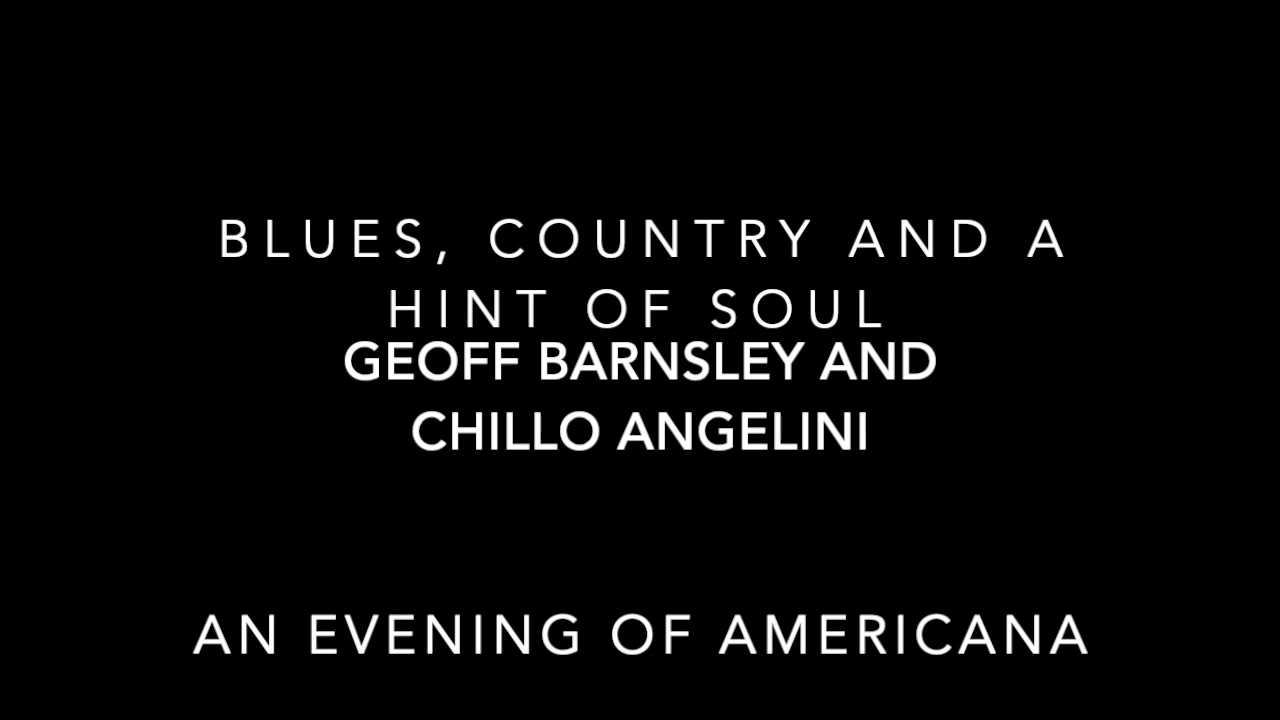 BLUES, COUNTRY AND A
HINT OF SOUL
GEOFF BARNSLEY AND
CHILLO ANGELINI
AN EVENING OF AMERICANA